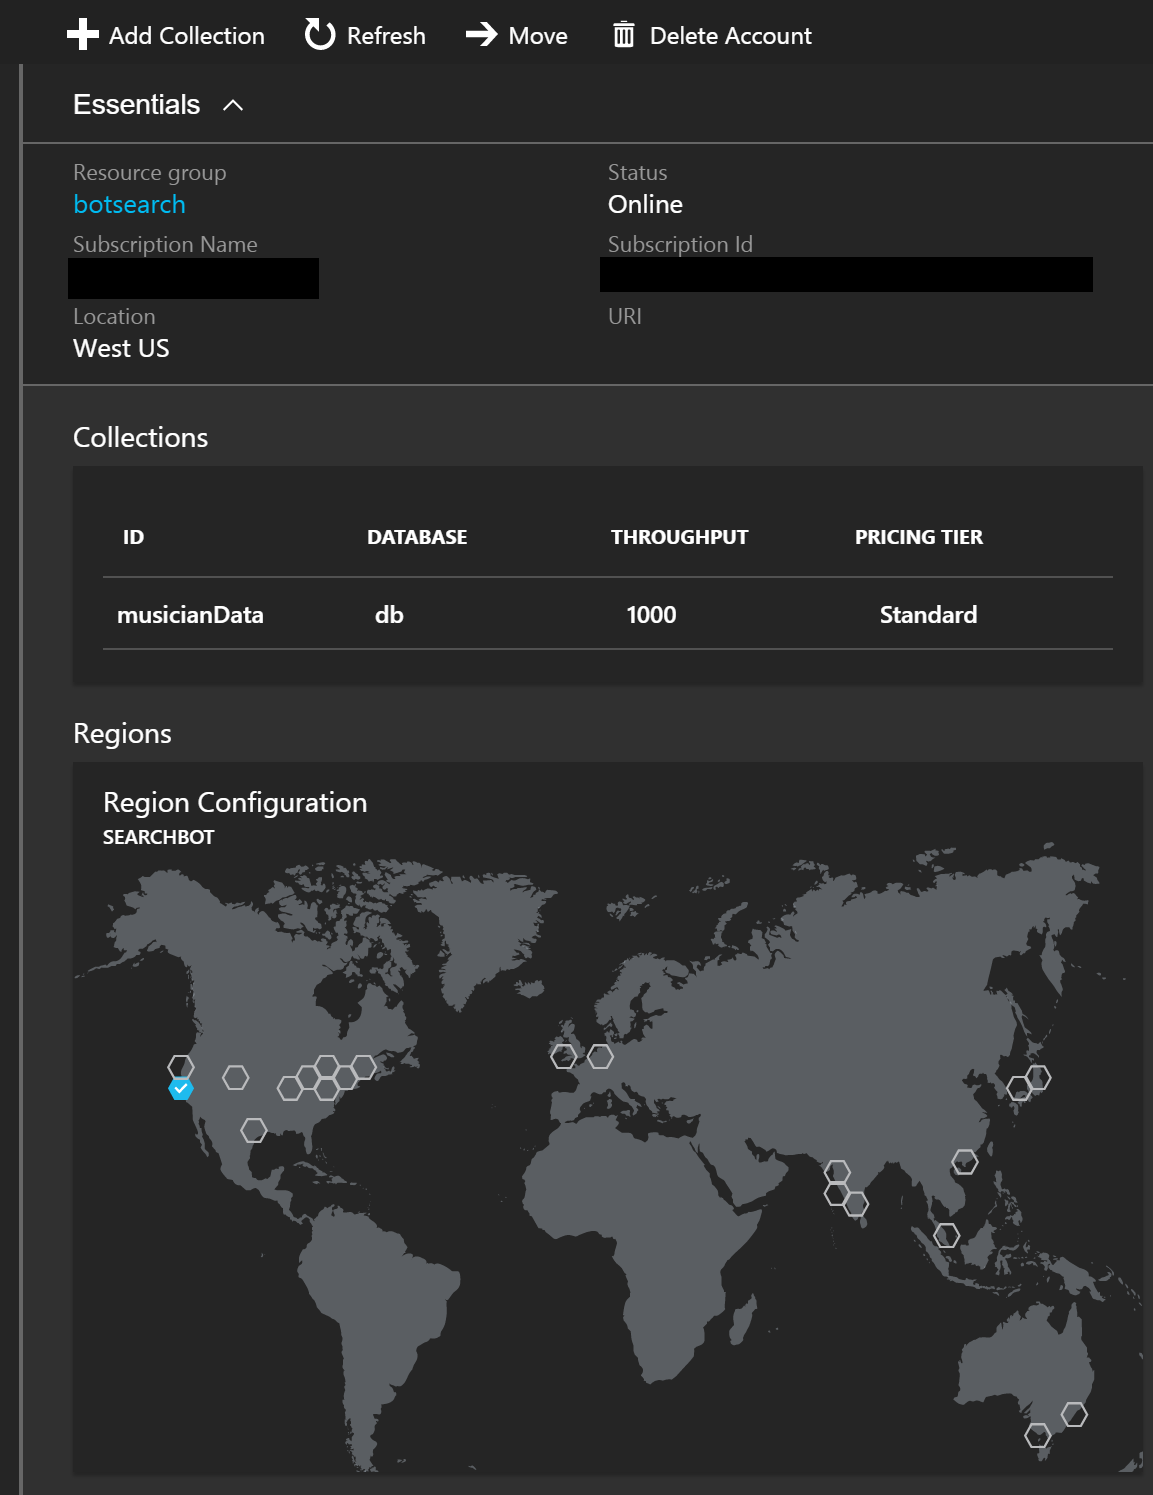 Add Collection Refresh Move Delete Account
Essentials
Resource group Status
botsearch Online
Subscription Name Subscription Id
Location URI
West US
Collections
ID DATABASE THROUGHPUT PRICING TIER
musicianData db 1000 Standard
Regions
Region Configuration
SEARCHBOT